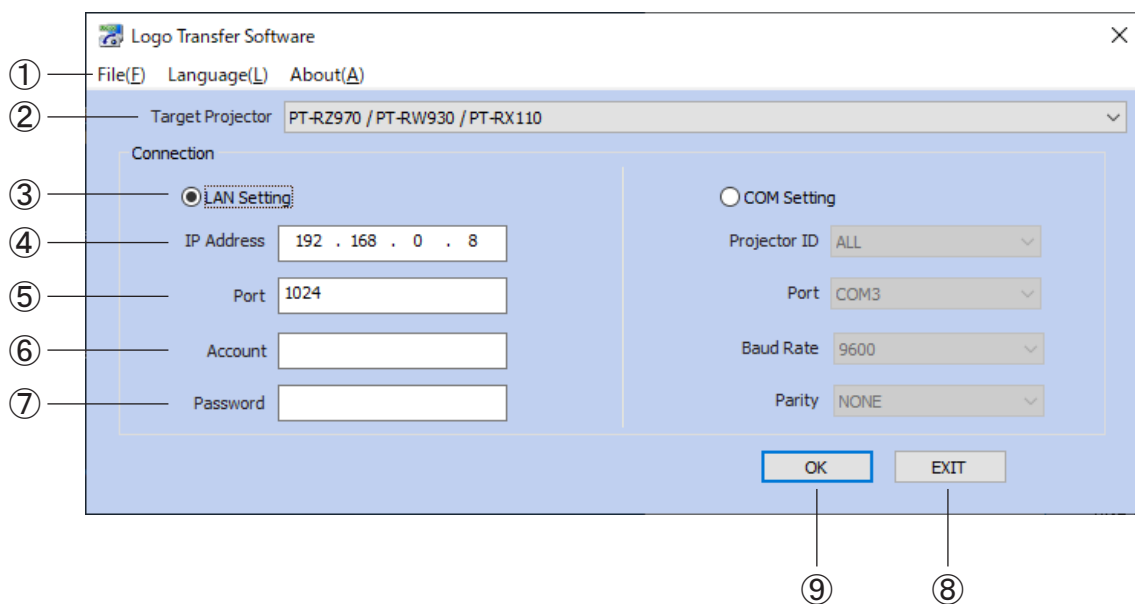 Logo Transfer Software
① File(F) Language(L) About(A)
② Target Projector PT-RZ970 / PT-RW930 / PT-RX110
Connection
③ LAN Setting COM Setting
④ IP Address 192 . 168 . 0 . 8 Projector ID ALL
⑤ Port 1024 Port COM3
⑥ Account Baud Rate 9600
⑦ Password Parity NONE
OK EXIT
⑨ ⑧